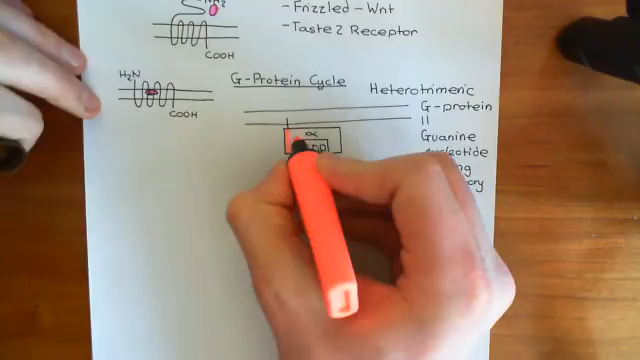 - Frizzled - Wnt
- Taste 2 Receptor
COOH
H₂N
COOH
G-Protein Cycle
Heterotrimeric
G-protein
Guanine
α